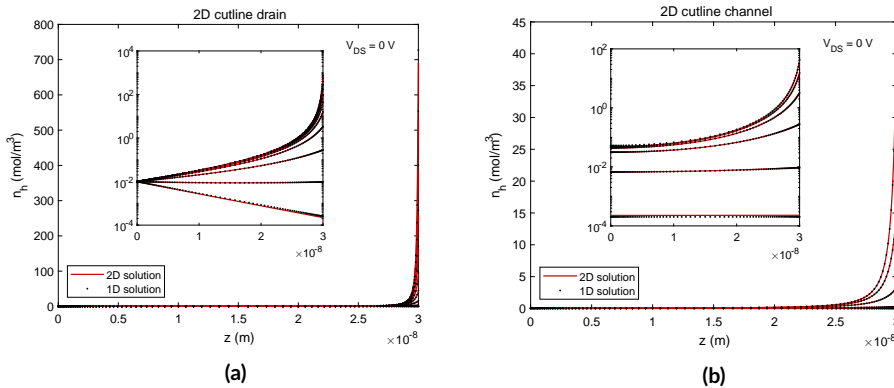 2D cutline drain
V_DS = 0 V
n_h (mol/m^3)
800
700
600
500
400
300
200
100
0
10^4
10^2
10^0
10^-2
10^-4
0 1 2 3
×10^-8
2D solution
1D solution
0 0.5 1 1.5 2 2.5 3
z (m)
×10^-8
(a)
2D cutline channel
V_DS = 0 V
n_h (mol/m^3)
45
40
35
30
25
20
15
10
5
0
10^2
10^0
10^-2
10^-4
0 1 2 3
×10^-8
2D solution
1D solution
0 0.5 1 1.5 2 2.5 3
z (m)
×10^-8
(b)